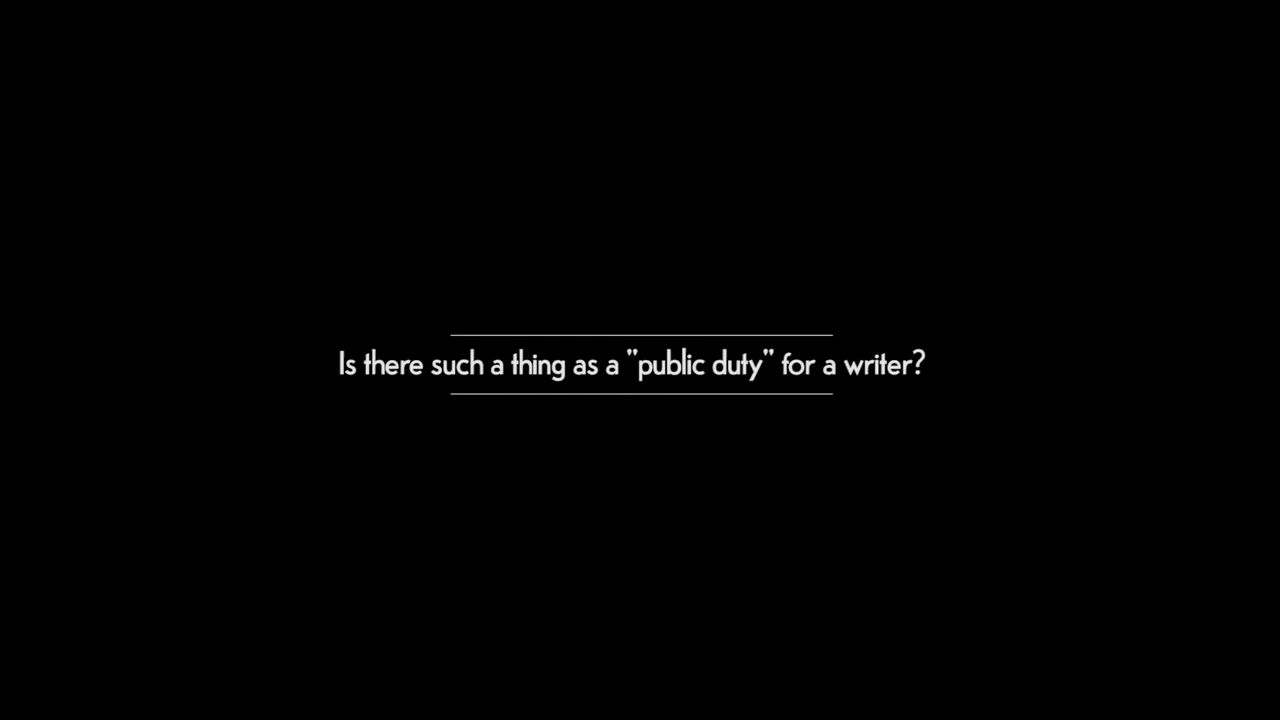 Is there such a thing as a "public duty" for a writer?